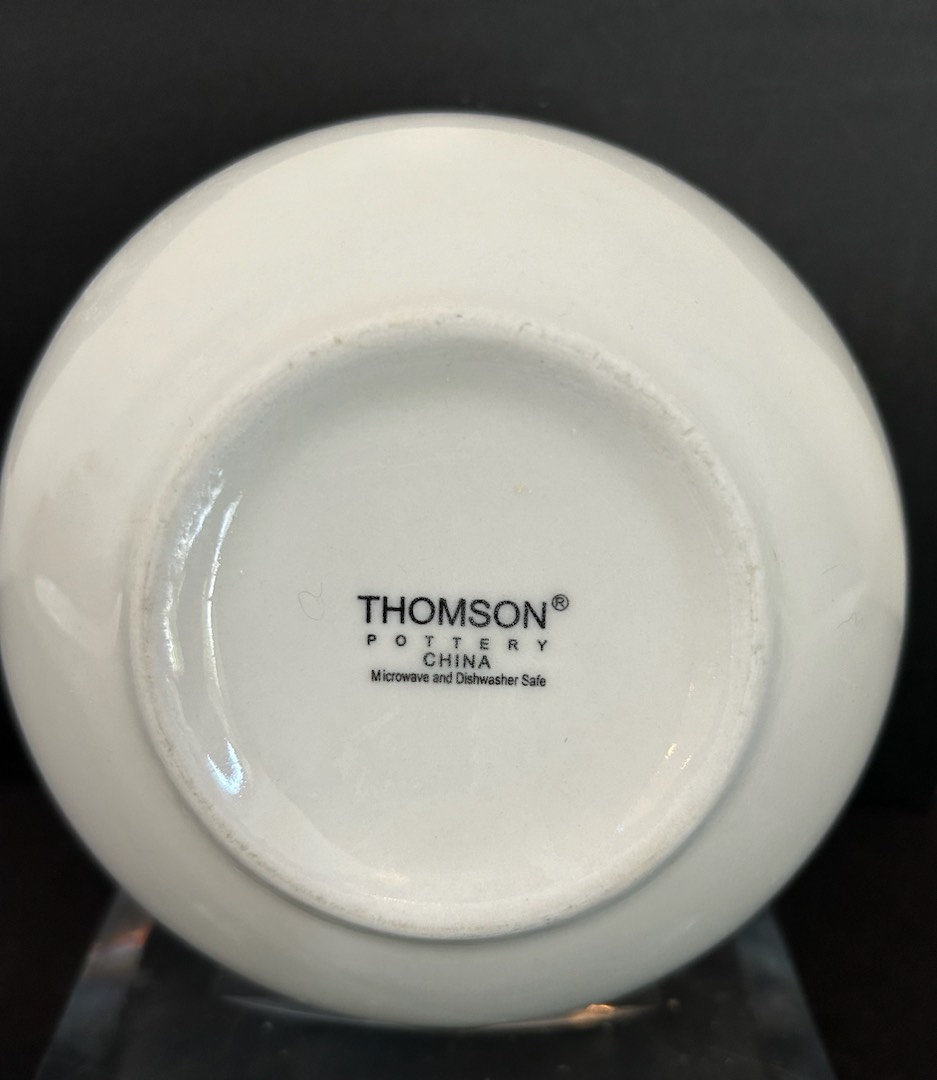 THOMSON®
POTTERY
CHINA
Microwave and Dishwasher Safe